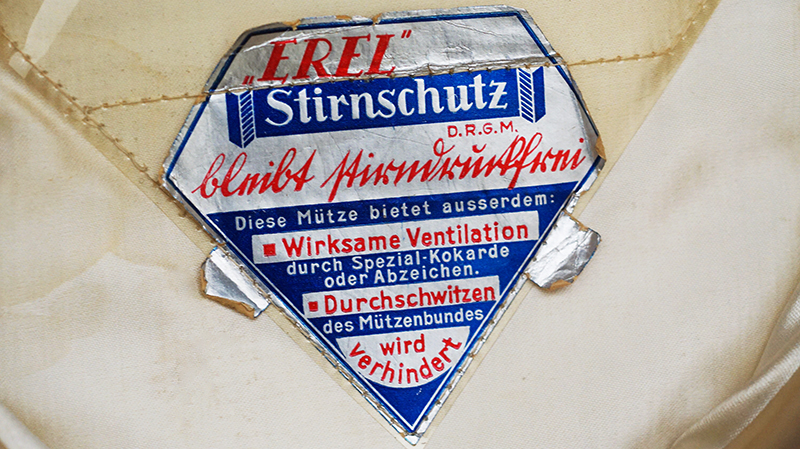 „EREL"
Stirnschutz
D.R.G.M.
bleibt stirndruckfrei
Diese Mütze bietet ausserdem:
Wirksame Ventilation
durch Spezial-Kokarde
oder Abzeichen.
Durchschwitzen
des Mützenbundes
wird
verhindert